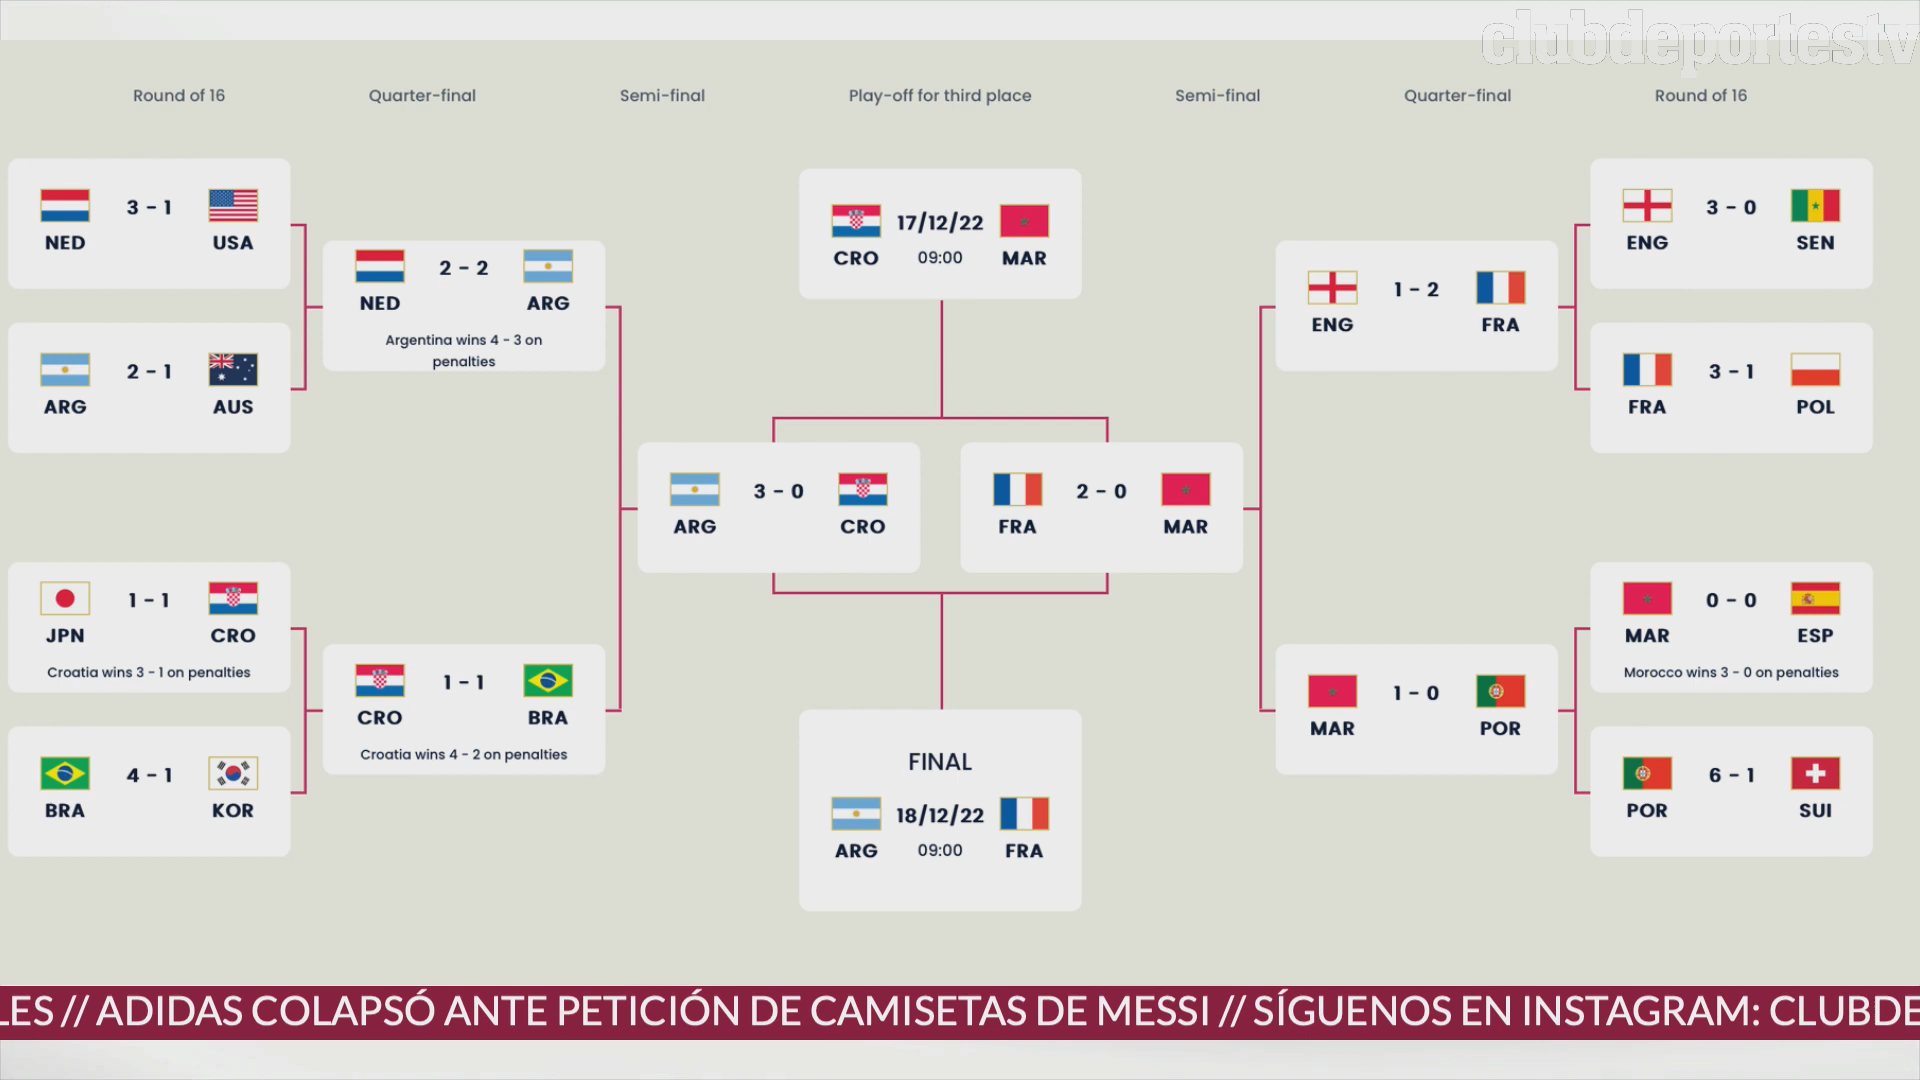 clubdeportestv
Round of 16
Quarter-final
Semi-final
Play-off for third place
Semi-final
Quarter-final
Round of 16
3 - 1
NED USA
2 - 1
ARG AUS
1 - 1
JPN CRO
Croatia wins 3 - 1 on penalties
4 - 1
BRA KOR
2 - 2
NED ARG
Argentina wins 4 - 3 on
penalties
1 - 1
CRO BRA
Croatia wins 4 - 2 on penalties
3 - 0
ARG CRO
17/12/22
CRO 09:00 MAR
2 - 0
FRA MAR
FINAL
18/12/22
ARG 09:00 FRA
1 - 2
ENG FRA
1 - 0
MAR POR
3 - 0
ENG SEN
3 - 1
FRA POL
0 - 0
MAR ESP
Morocco wins 3 - 0 on penalties
6 - 1
POR SUI
LES // ADIDAS COLAPSÓ ANTE PETICIÓN DE CAMISETAS DE MESSI // SÍGUENOS EN INSTAGRAM: CLUBDE